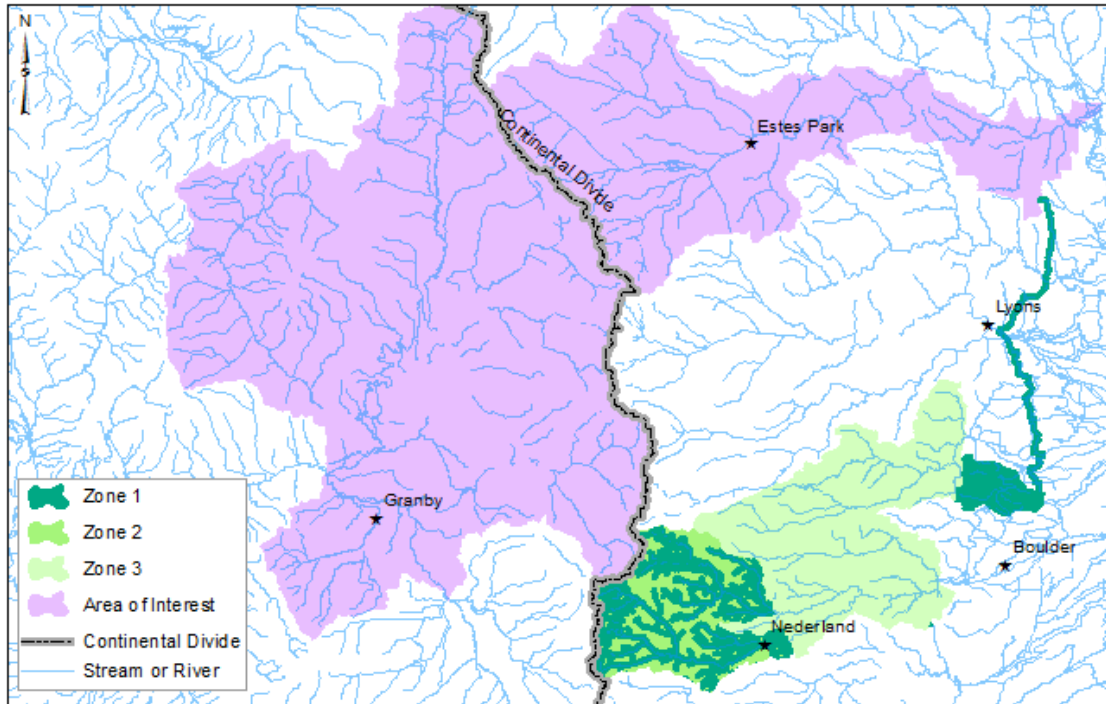 N
S
Continental Divide
Estes Park
Lyons
Granby
Boulder
Nederland
Zone 1
Zone 2
Zone 3
Area of Interest
Continental Divide
Stream or River